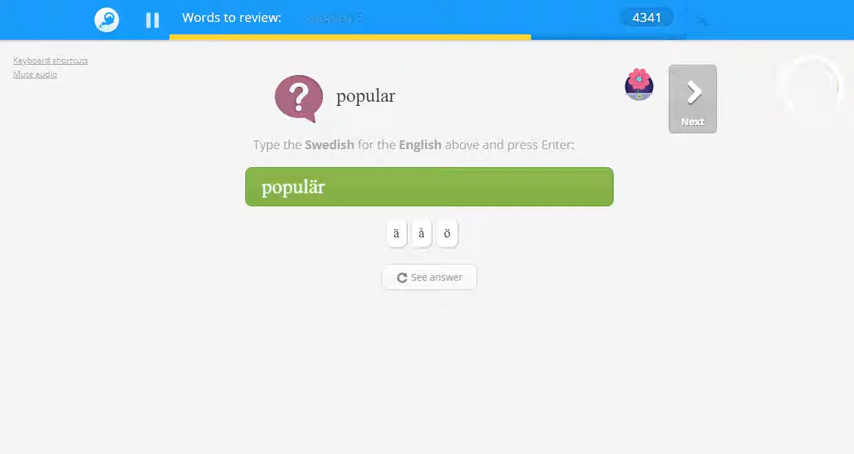 Words to review:
4341
Keyboard shortcuts
Mute audio
popular
Next
Type the Swedish for the English above and press Enter:
populär
ä å ö
See answer